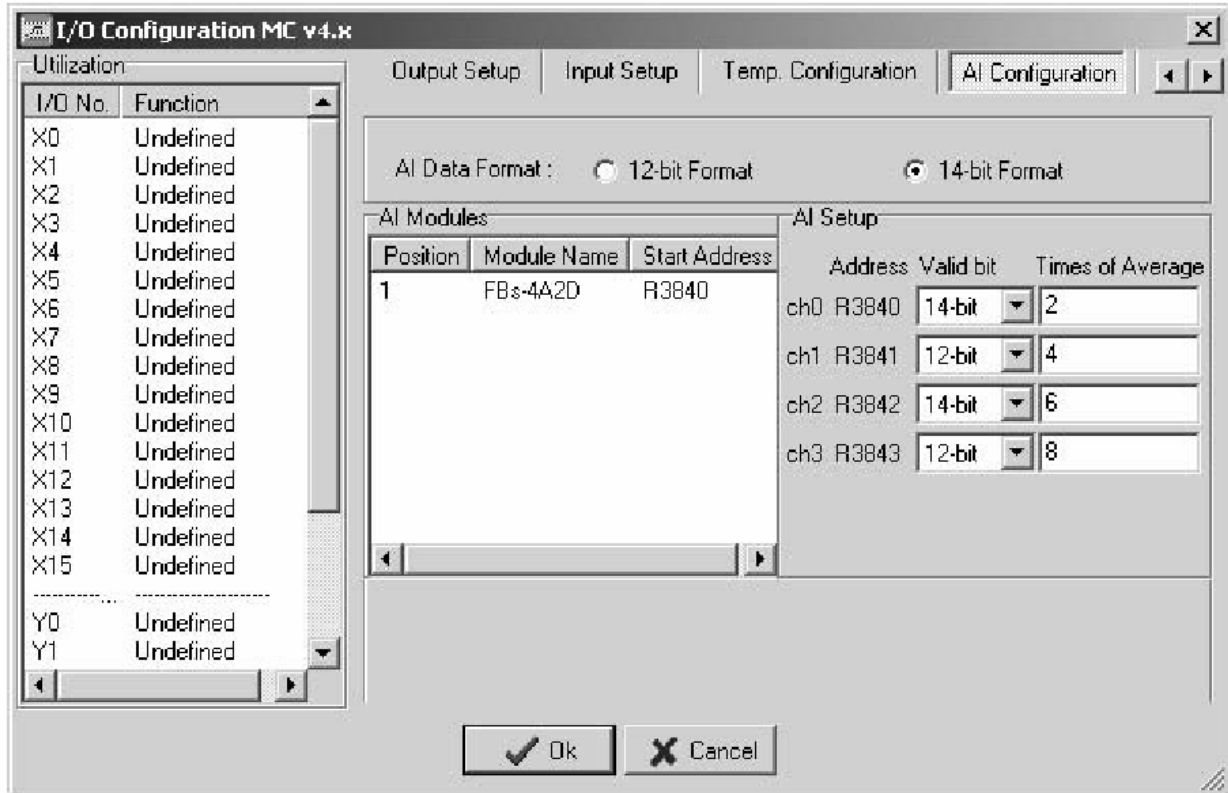 I/O Configuration MC v4.x
Utilization
I/O No. Function
X0 Undefined
X1 Undefined
X2 Undefined
X3 Undefined
X4 Undefined
X5 Undefined
X6 Undefined
X7 Undefined
X8 Undefined
X9 Undefined
X10 Undefined
X11 Undefined
X12 Undefined
X13 Undefined
X14 Undefined
X15 Undefined
Y0 Undefined
Y1 Undefined
Output Setup Input Setup Temp. Configuration AI Configuration
AI Data Format : 12-bit Format 14-bit Format
AI Modules
Position Module Name Start Address
1 FBs-4A2D R3840
AI Setup
Address Valid bit Times of Average
ch0 R3840 14-bit 2
ch1 R3841 12-bit 4
ch2 R3842 14-bit 6
ch3 R3843 12-bit 8
Ok Cancel